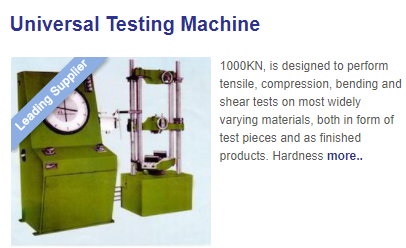 Universal Testing Machine
Leading Supplier
1000KN, is designed to perform
tensile, compression, bending and
shear tests on most widely
varying materials, both in form of
test pieces and as finished
products. Hardness more..